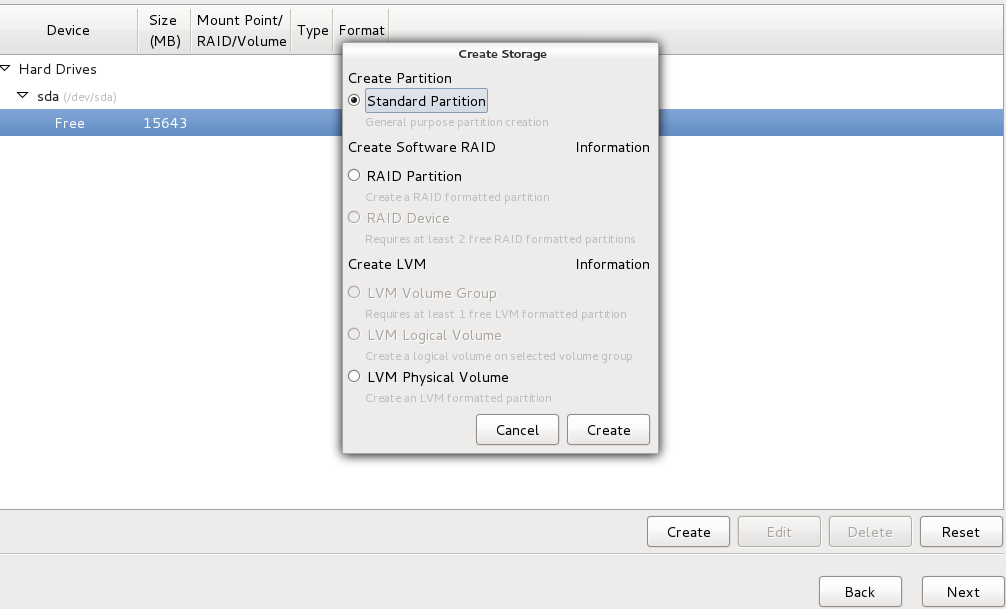 Device
Size (MB)
Mount Point/ RAID/Volume
Type
Format
Hard Drives
sda (/dev/sda)
Free 15643
Create Storage
Create Partition
Standard Partition
General purpose partition creation
Create Software RAID Information
RAID Partition
Create a RAID formatted partition
RAID Device
Requires at least 2 free RAID formatted partitions
Create LVM Information
LVM Volume Group
Requires at least 1 free LVM formatted partition
LVM Logical Volume
Create a logical volume on selected volume group
LVM Physical Volume
Create an LVM formatted partition
Cancel Create
Create Edit Delete Reset
Back Next